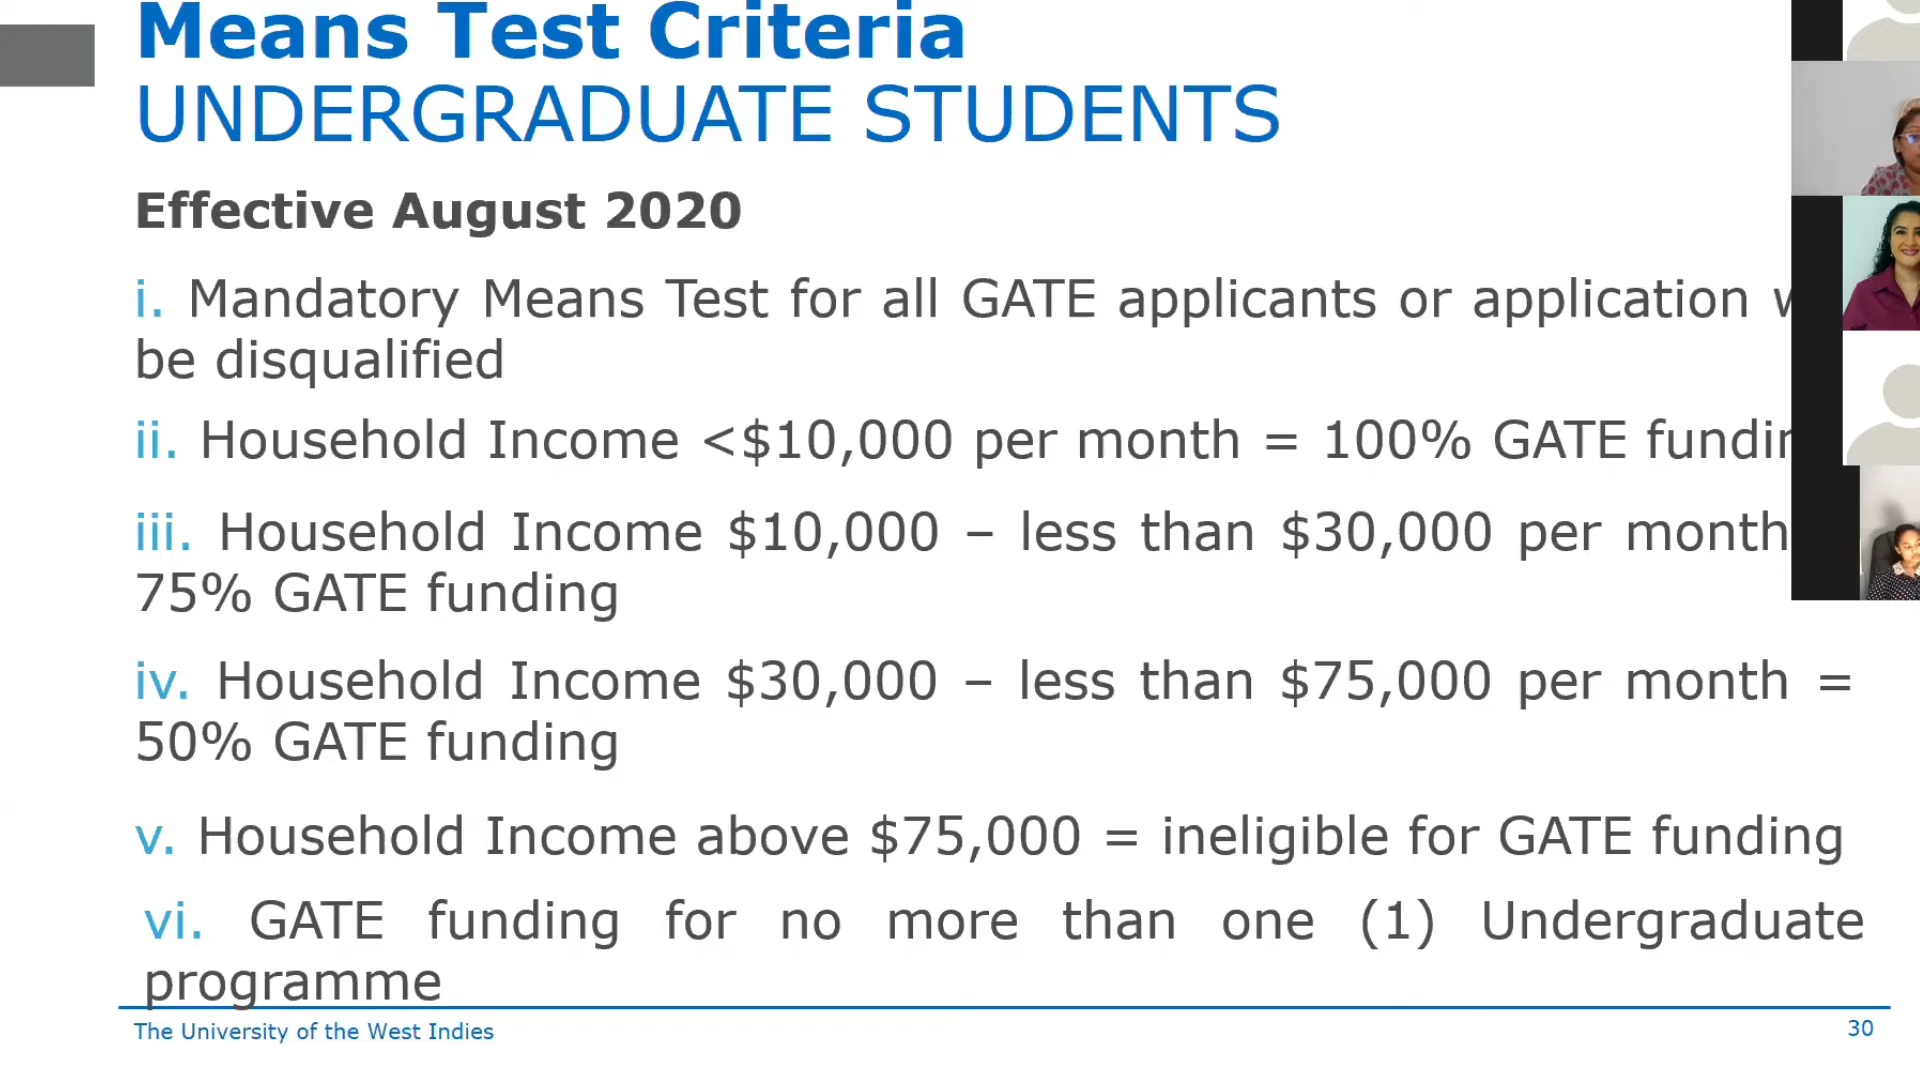 Means Test Criteria
UNDERGRADUATE STUDENTS
Effective August 2020
i. Mandatory Means Test for all GATE applicants or application
be disqualified
ii. Household Income <$10,000 per month = 100% GATE
iii. Household Income $10,000 – less than $30,000 per month
75% GATE funding
iv. Household Income $30,000 – less than $75,000 per month =
50% GATE funding
v. Household Income above $75,000 = ineligible for GATE funding
vi. GATE funding for no more than one (1) Undergraduate
programme
The University of the West Indies
30